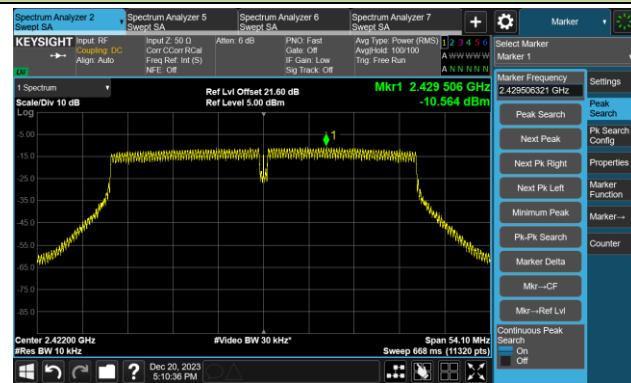 Spectrum Analyzer 2
Swept SA
Spectrum Analyzer 5
Swept SA
Spectrum Analyzer 6
Swept SA
Spectrum Analyzer 7
Swept SA
Marker
KEYSIGHT
Input: RF
Coupling: DC
Align: Auto
Input Z: 50 Ω
Corr CCorr RCal
Freq Ref: Int (S)
NFE: Off
Atten: 6 dB
PNO: Fast
Gate: Off
IF Gain: Low
Sig Track: Off
Avg Type: Power (RMS)
Avg|Hold: 100/100
Trig: Free Run
1 2 3 4 5 6
A W W W W W
A N N N N N
Select Marker
Marker 1
1 Spectrum
Scale/Div 10 dB
Log
Ref Lvl Offset 21.60 dB
Ref Level 5.00 dBm
Mkr1 2.429 506 GHz
-10.564 dBm
1
-5.00
-15.0
-25.0
-35.0
-45.0
-55.0
-65.0
-75.0
-85.0
Center 2.42200 GHz
#Res BW 10 kHz
#Video BW 30 kHz*
Span 54.10 MHz
Sweep 668 ms (11320 pts)
Marker Frequency
2.429506321 GHz
Peak Search
Next Peak
Next Pk Right
Next Pk Left
Minimum Peak
Pk-Pk Search
Marker Delta
Mkr→CF
Mkr→Ref Lvl
Continuous Peak
Search
On
Off
Settings
Peak
Search
Pk Search
Config
Properties
Marker
Function
Marker→
Counter
?
Dec 20, 2023
5:10:36 PM